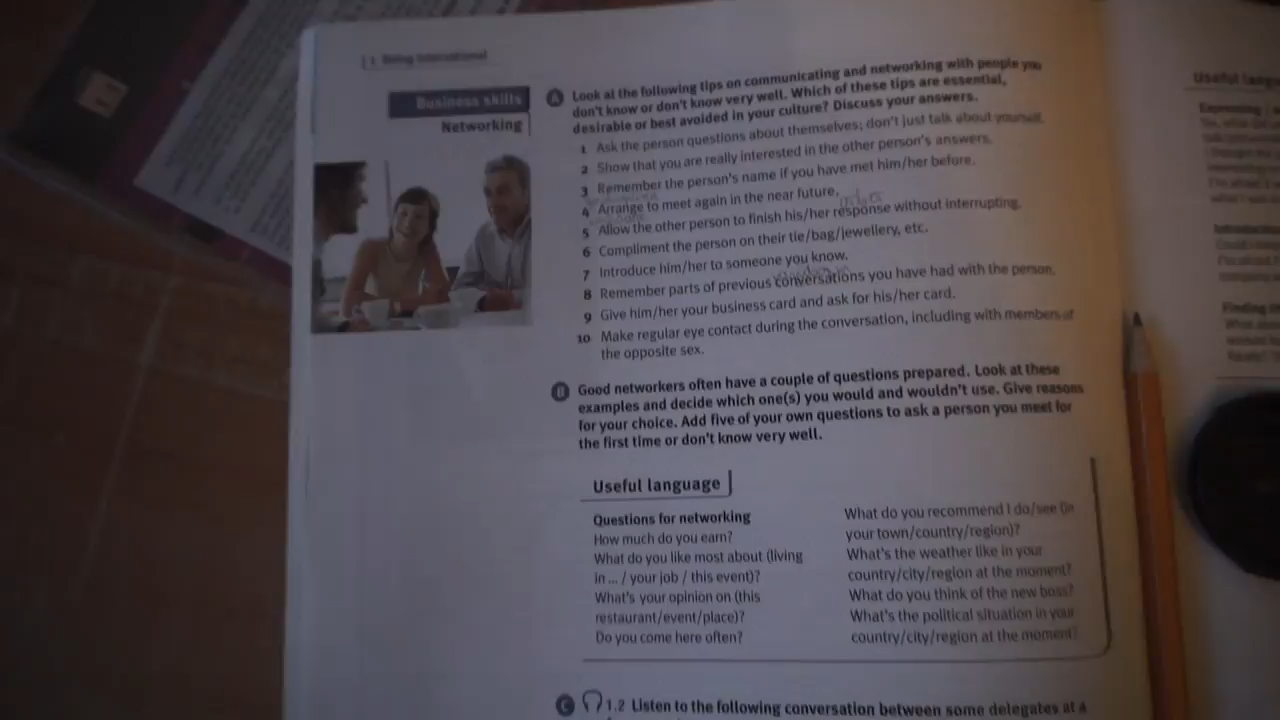 1 Being international
Business skills
Networking
A Look at the following tips on communicating and networking with people you
don't know or don't know very well. Which of these tips are essential,
desirable or best avoided in your culture? Discuss your answers.
1 Ask the person questions about themselves; don't just talk about yourself.
2 Show that you are really interested in the other person's answers.
3 Remember the person's name if you have met him/her before.
4 Arrange to meet again in the near future.
5 Allow the other person to finish his/her response without interrupting.
6 Compliment the person on their tie/bag/jewellery, etc.
7 Introduce him/her to someone you know.
8 Remember parts of previous conversations you have had with the person.
9 Give him/her your business card and ask for his/her card.
10 Make regular eye contact during the conversation, including with members of
the opposite sex.
B Good networkers often have a couple of questions prepared. Look at these
examples and decide which one(s) you would and wouldn't use. Give reasons
for your choice. Add five of your own questions to ask a person you meet for
the first time or don't know very well.
Useful language
Questions for networking
How much do you earn?
What do you like most about (living
in ... / your job / this event)?
What's your opinion on (this
restaurant/event/place)?
Do you come here often?
What do you recommend I do/see (in
your town/country/region)?
What's the weather like in your
country/city/region at the moment?
What do you think of the new boss?
What's the political situation in your
country/city/region at the moment?
C 1.2 Listen to the following conversation between some delegates at a
Useful
Finding